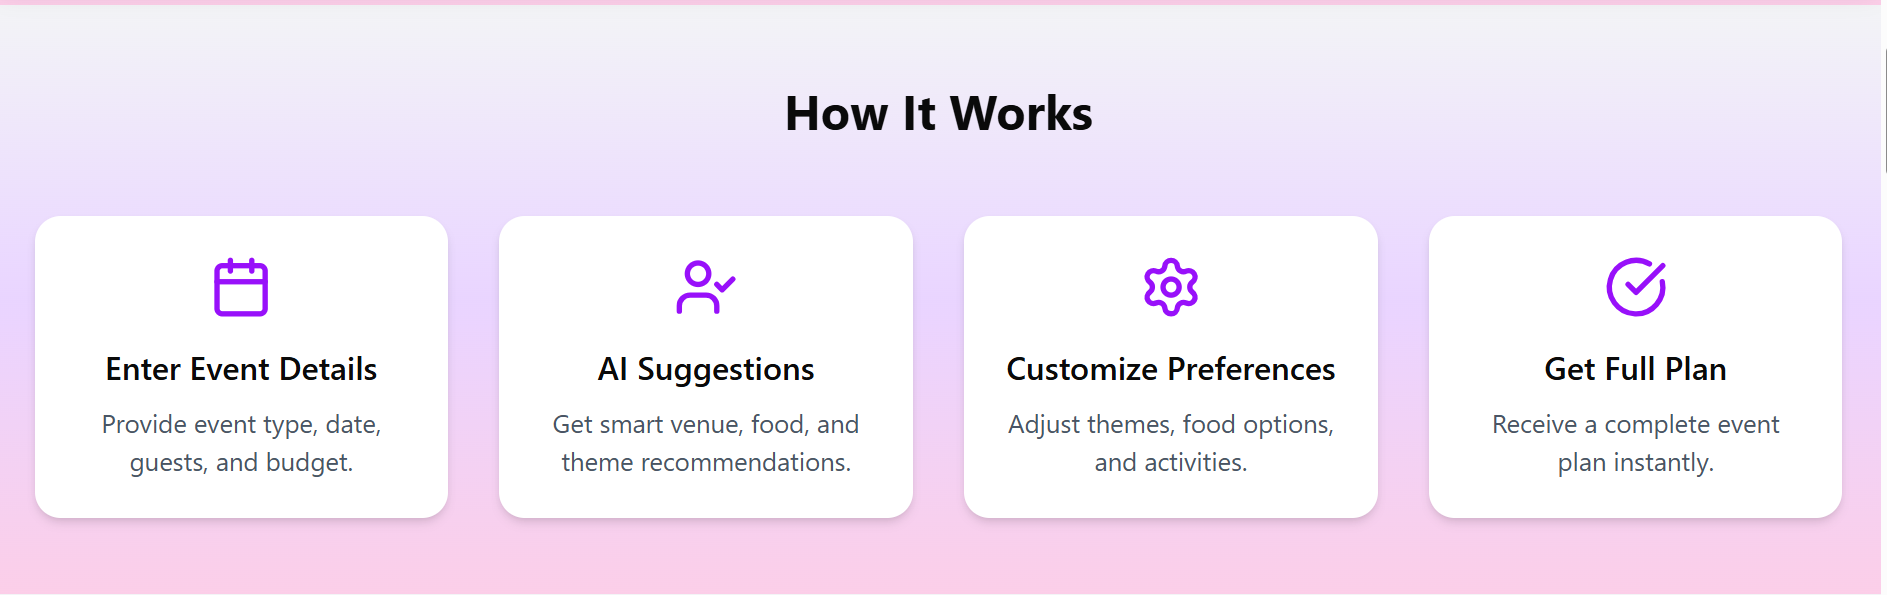 How It Works
Enter Event Details
Provide event type, date,
guests, and budget.
AI Suggestions
Get smart venue, food, and
theme recommendations.
Customize Preferences
Adjust themes, food options,
and activities.
Get Full Plan
Receive a complete event
plan instantly.